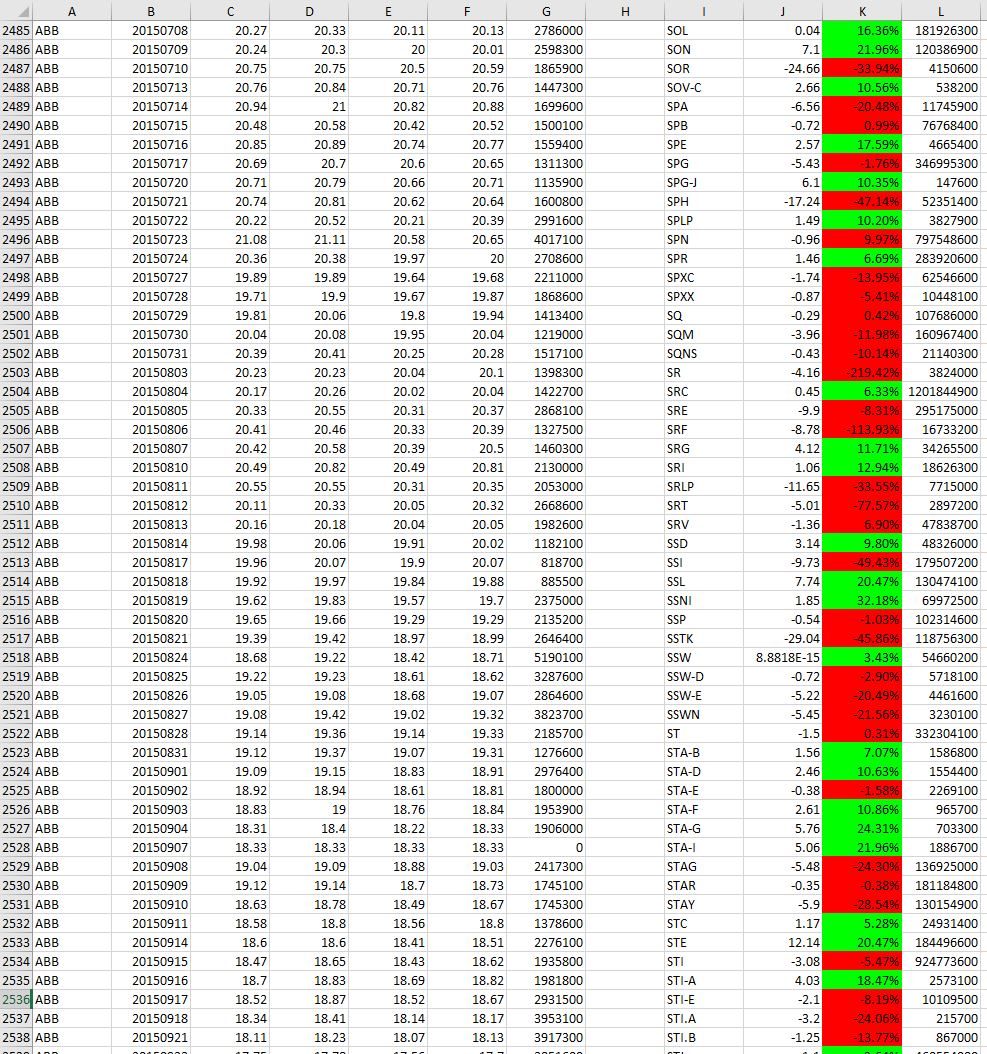 A B C D E F G H I J K L
2485 ABB 20150708 20.27 20.33 20.11 20.13 2786000 SOL 0.04 16.36% 181926300
2486 ABB 20150709 20.24 20.3 20 20.01 2598300 SON 7.1 21.96% 120386900
2487 ABB 20150710 20.75 20.75 20.5 20.59 1865900 SOR -24.66 -33.94% 4150600
2488 ABB 20150713 20.76 20.84 20.71 20.76 1447300 SOV-C 2.66 10.56% 538200
2489 ABB 20150714 20.94 21 20.82 20.88 1699600 SPA -6.56 -20.48% 11745900
2490 ABB 20150715 20.48 20.58 20.42 20.52 1500100 SPB -0.72 0.99% 76768400
2491 ABB 20150716 20.85 20.89 20.74 20.77 1559400 SPE 2.57 17.59% 4665400
2492 ABB 20150717 20.69 20.7 20.6 20.65 1311300 SPG -5.43 -1.76% 346995300
2493 ABB 20150720 20.71 20.79 20.66 20.71 1135900 SPG-J 6.1 10.35% 147600
2494 ABB 20150721 20.74 20.81 20.62 20.64 1600800 SPH -17.24 -47.14% 52351400
2495 ABB 20150722 20.22 20.52 20.21 20.39 2991600 SPLP 1.49 10.20% 3827900
2496 ABB 20150723 21.08 21.11 20.58 20.65 4017100 SPN -0.96 9.97% 797548600
2497 ABB 20150724 20.36 20.38 19.97 20 2708600 SPR 1.46 6.69% 283920600
2498 ABB 20150727 19.89 19.89 19.64 19.68 2211000 SPXC -1.74 -13.95% 62546600
2499 ABB 20150728 19.71 19.9 19.67 19.87 1868600 SPXX -0.87 -5.41% 10448100
2500 ABB 20150729 19.81 20.06 19.8 19.94 1413400 SQ -0.29 0.42% 107686000
2501 ABB 20150730 20.04 20.08 19.95 20.04 1219000 SQM -3.96 -11.98% 160967400
2502 ABB 20150731 20.39 20.41 20.25 20.28 1517100 SQNS -0.43 -10.14% 21140300
2503 ABB 20150803 20.23 20.23 20.04 20.1 1398300 SR -4.16 -219.42% 3824000
2504 ABB 20150804 20.17 20.26 20.02 20.04 1422700 SRC 0.45 6.33% 1201844900
2505 ABB 20150805 20.33 20.55 20.31 20.37 2868100 SRE -9.9 -8.31% 295175000
2506 ABB 20150806 20.41 20.46 20.33 20.39 1327500 SRF -8.78 -113.93% 16733200
2507 ABB 20150807 20.42 20.58 20.39 20.5 1460300 SRG 4.12 11.71% 34265500
2508 ABB 20150810 20.49 20.82 20.49 20.81 2130000 SRI 1.06 12.94% 18626300
2509 ABB 20150811 20.55 20.55 20.31 20.35 2053000 SRLP -11.65 -33.55% 7715000
2510 ABB 20150812 20.11 20.33 20.05 20.32 2668600 SRT -5.01 -77.57% 2897200
2511 ABB 20150813 20.16 20.18 20.04 20.05 1982600 SRV -1.36 6.90% 47838700
2512 ABB 20150814 19.98 20.06 19.91 20.02 1182100 SSD 3.14 9.80% 48326000
2513 ABB 20150817 19.96 20.07 19.9 20.07 818700 SSI -9.73 -49.43% 179507200
2514 ABB 20150818 19.92 19.97 19.84 19.88 885500 SSL 7.74 20.47% 130474100
2515 ABB 20150819 19.62 19.83 19.57 19.7 2375000 SSNI 1.85 32.18% 69972500
2516 ABB 20150820 19.65 19.66 19.29 19.29 2135200 SSP -0.54 -1.03% 102314600
2517 ABB 20150821 19.39 19.42 18.97 18.99 2646400 SSTK -29.04 -45.86% 118756300
2518 ABB 20150824 18.68 19.22 18.42 18.71 5190100 SSW 8.8818E-15 3.43% 54660200
2519 ABB 20150825 19.22 19.23 18.61 18.62 3287600 SSW-D -0.72 -2.90% 5718100
2520 ABB 20150826 19.05 19.08 18.68 19.07 2864600 SSW-E -5.22 -20.49% 4461600
2521 ABB 20150827 19.08 19.42 19.02 19.32 3823700 SSWN -5.45 -21.56% 3230100
2522 ABB 20150828 19.14 19.36 19.14 19.33 2185700 ST -1.5 0.31% 332304100
2523 ABB 20150831 19.12 19.37 19.07 19.31 1276600 STA-B 1.56 7.07% 1586800
2524 ABB 20150901 19.09 19.15 18.83 18.91 2976400 STA-D 2.46 10.63% 1554400
2525 ABB 20150902 18.92 18.94 18.61 18.81 1800000 STA-E -0.38 -1.58% 2269100
2526 ABB 20150903 18.83 19 18.76 18.84 1953900 STA-F 2.61 10.86% 965700
2527 ABB 20150904 18.31 18.4 18.22 18.33 1906000 STA-G 5.76 24.31% 703300
2528 ABB 20150907 18.33 18.33 18.33 18.33 0 STA-I 5.06 21.96% 1886700
2529 ABB 20150908 19.04 19.09 18.88 19.03 2417300 STAG -5.48 -24.30% 136925000
2530 ABB 20150909 19.12 19.14 18.7 18.73 1745100 STAR -0.35 -0.38% 181184800
2531 ABB 20150910 18.63 18.78 18.49 18.67 1745300 STAY -5.9 -28.54% 130154900
2532 ABB 20150911 18.58 18.8 18.56 18.8 1378600 STC 1.17 5.28% 24931400
2533 ABB 20150914 18.6 18.6 18.41 18.51 2276100 STE 12.14 20.47% 184496600
2534 ABB 20150915 18.47 18.65 18.43 18.62 1935800 STI -3.08 -5.47% 924773600
2535 ABB 20150916 18.7 18.83 18.69 18.82 1981800 STI-A 4.03 18.47% 2573100
2536 ABB 20150917 18.52 18.87 18.52 18.67 2931500 STI-E -2.1 -8.19% 10109500
2537 ABB 20150918 18.34 18.41 18.14 18.17 3953100 STI.A -3.2 -24.06% 215700
2538 ABB 20150921 18.11 18.23 18.07 18.13 3917300 STI.B -1.25 -13.77% 867000